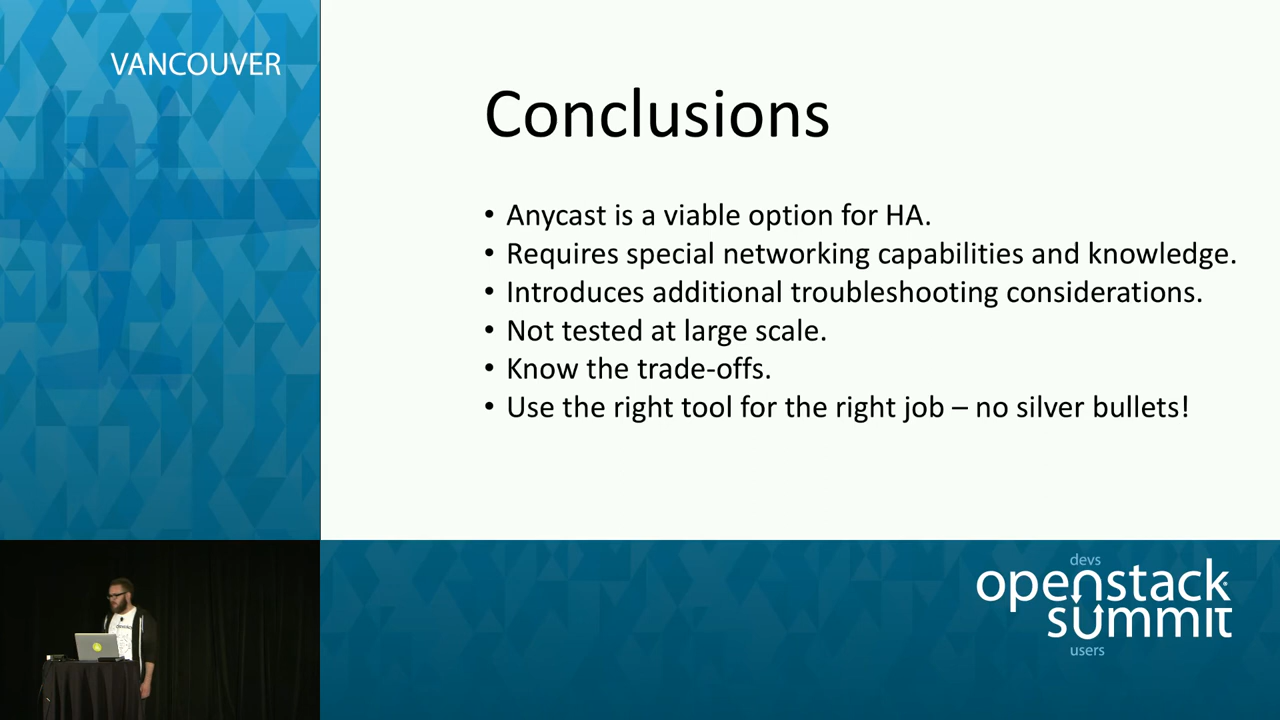 VANCOUVER
Conclusions
• Anycast is a viable option for HA.
• Requires special networking capabilities and knowledge.
• Introduces additional troubleshooting considerations.
• Not tested at large scale.
• Know the trade-offs.
• Use the right tool for the right job – no silver bullets!
devs
openstack
summit
users